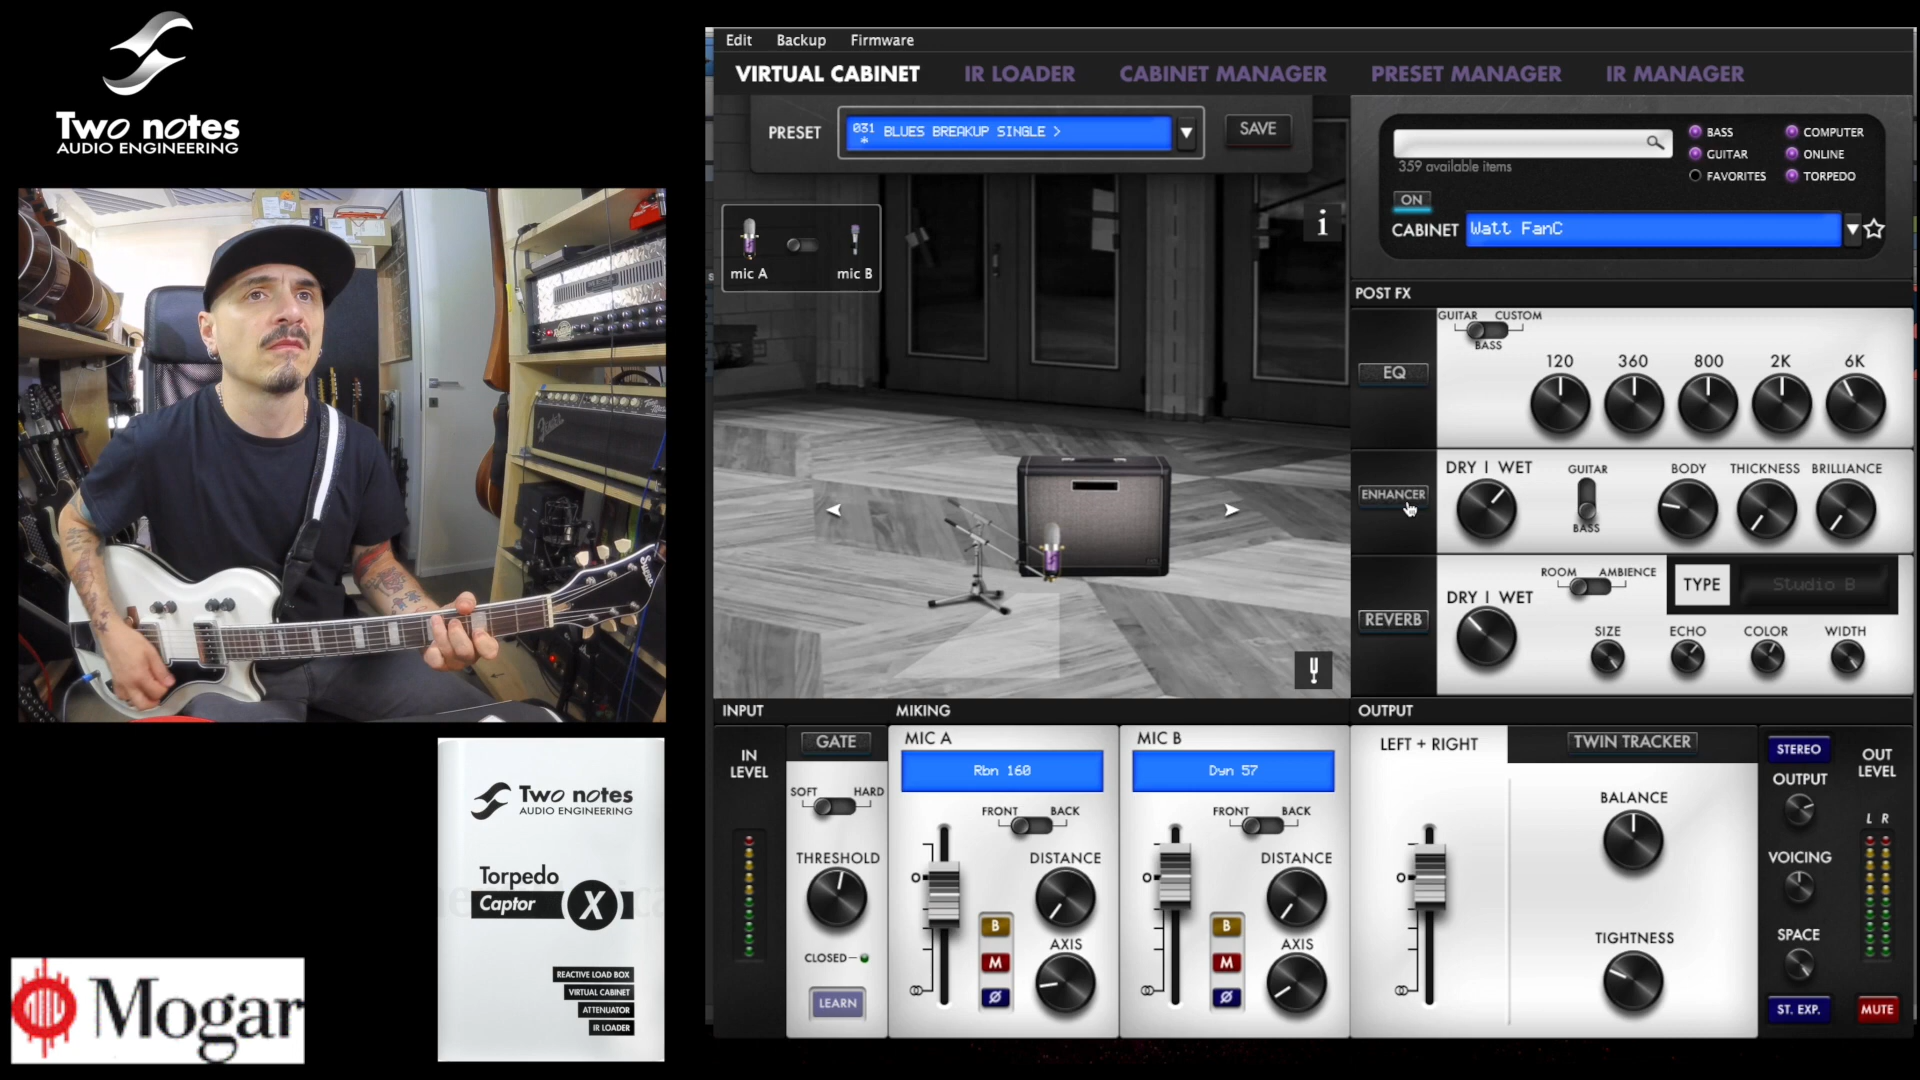 Two notes
AUDIO ENGINEERING
Edit Backup Firmware
VIRTUAL CABINET IR LOADER CABINET MANAGER PRESET MANAGER IR MANAGER
PRESET 031 BLUES BREAKUP SINGLE > SAVE
*
359 available items
BASS COMPUTER
GUITAR ONLINE
FAVORITES TORPEDO
ON
CABINET Watt FanC
mic A mic B
i
POST FX
GUITAR CUSTOM
BASS
EQ
120 360 800 2K 6K
ENHANCER
DRY | WET GUITAR BODY THICKNESS BRILLIANCE
BASS
REVERB
ROOM AMBIENCE TYPE Studio B
DRY | WET
SIZE ECHO COLOR WIDTH
INPUT MIKING OUTPUT
IN LEVEL
GATE
SOFT HARD
THRESHOLD
CLOSED
LEARN
MIC A
Rbn 160
FRONT BACK
DISTANCE
O
B
AXIS
M
Ø
MIC B
Dyn 57
FRONT BACK
DISTANCE
O
B
AXIS
M
Ø
LEFT + RIGHT
O
TWIN TRACKER
BALANCE
TIGHTNESS
STEREO
OUTPUT
VOICING
SPACE
ST. EXP.
OUT LEVEL
L R
MUTE
Fender
Supro
Two notes
AUDIO ENGINEERING
Torpedo
Captor X
REACTIVE LOAD BOX
VIRTUAL CABINET
ATTENUATOR
IR LOADER
Mogar